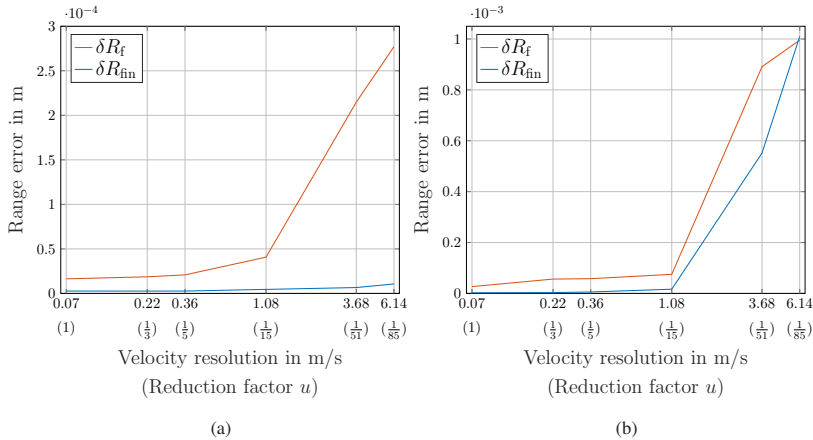 ·10⁻⁴
3
2.5
2
1.5
1
0.5
0
Range error in m
δR_f
δR_fin
0.07 0.22 0.36 1.08 3.68 6.14
(1) (1/3) (1/5) (1/15) (1/51) (1/85)
Velocity resolution in m/s
(Reduction factor u)
(a)
·10⁻³
1
0.8
0.6
0.4
0.2
0
Range error in m
δR_f
δR_fin
0.07 0.22 0.36 1.08 3.68 6.14
(1) (1/3) (1/5) (1/15) (1/51) (1/85)
Velocity resolution in m/s
(Reduction factor u)
(b)